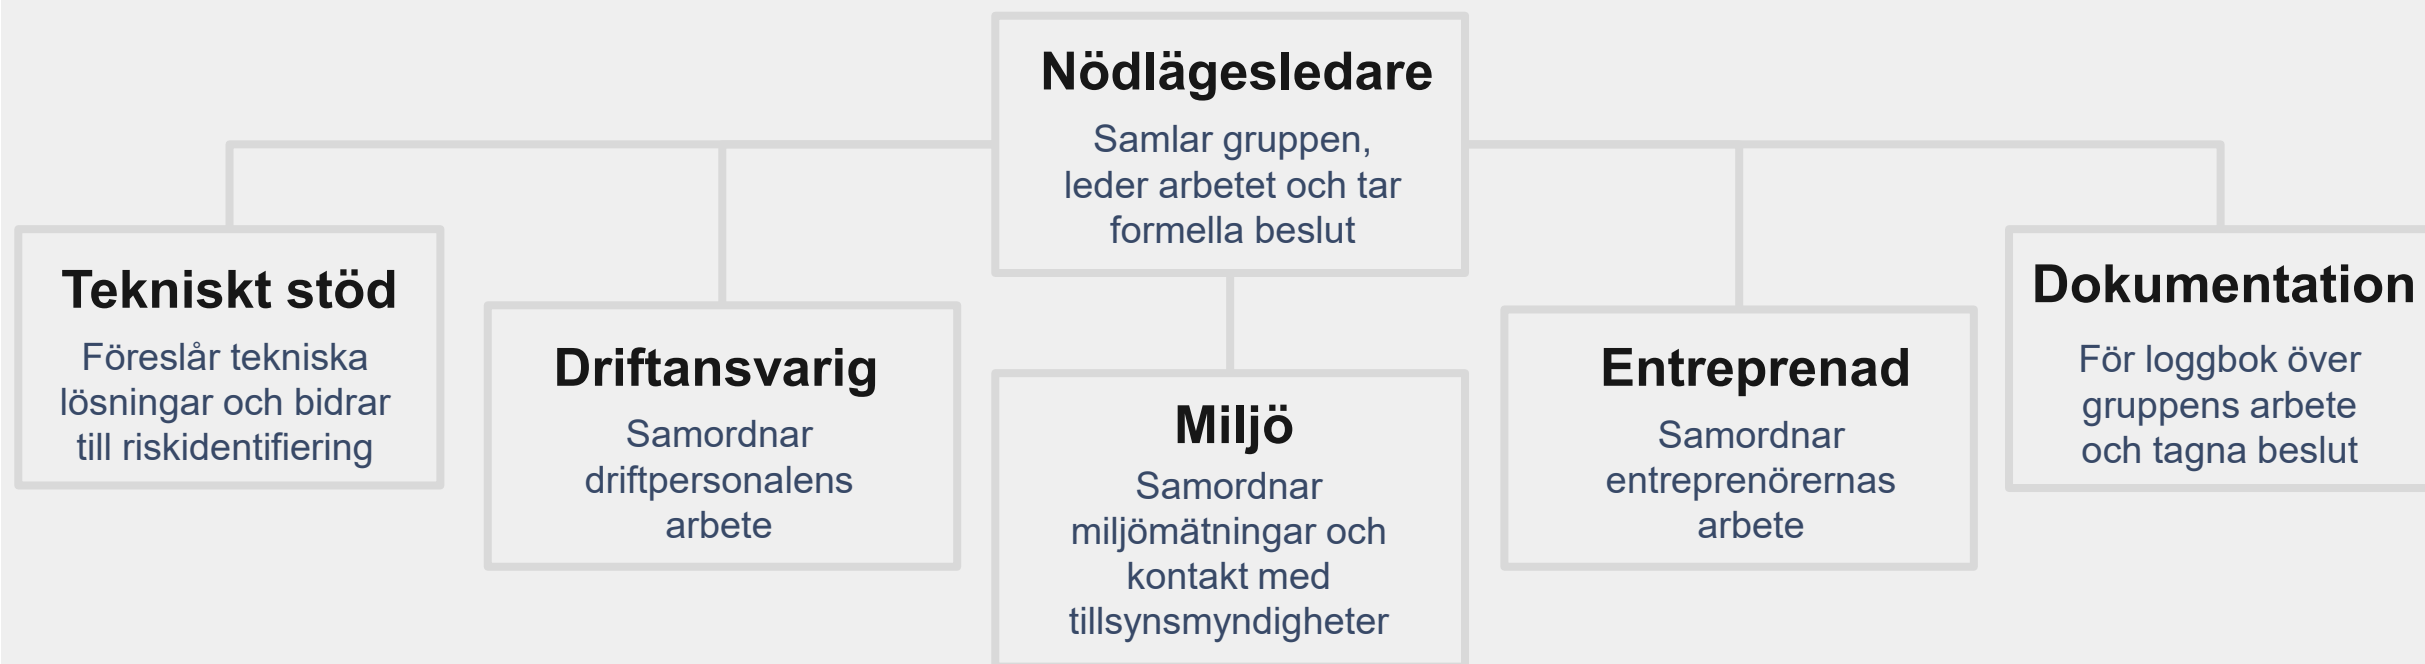 Nödlägesledare
Samlar gruppen,
leder arbetet och tar
formella beslut
Tekniskt stöd
Föreslår tekniska
lösningar och bidrar
till riskidentifiering
Driftansvarig
Samordnar
driftpersonalens
arbete
Miljö
Samordnar
miljömätningar och
kontakt med
tillsynsmyndigheter
Entreprenad
Samordnar
entreprenörernas
arbete
Dokumentation
För loggbok över
gruppens arbete
och tagna beslut